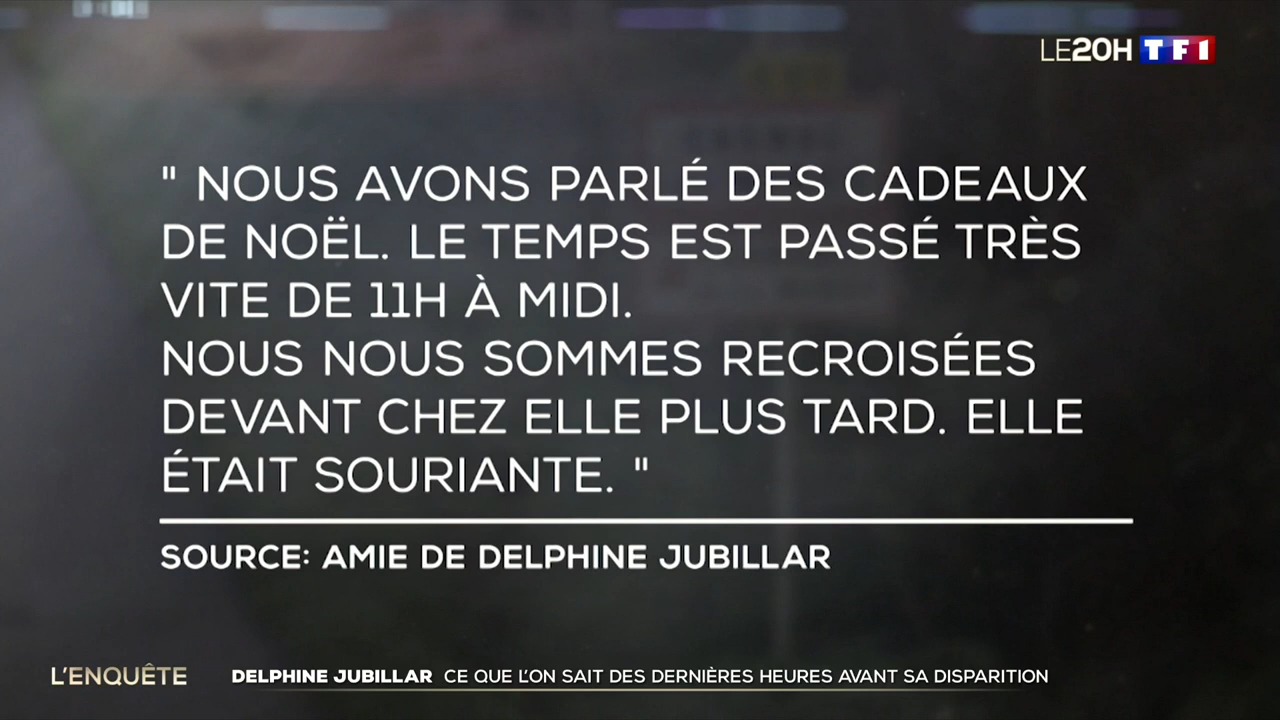 LE20H TF1
" NOUS AVONS PARLÉ DES CADEAUX
DE NOËL. LE TEMPS EST PASSÉ TRÈS
VITE DE 11H À MIDI.
NOUS NOUS SOMMES RECROISÉES
DEVANT CHEZ ELLE PLUS TARD. ELLE
ÉTAIT SOURIANTE. "
SOURCE: AMIE DE DELPHINE JUBILLAR
L'ENQUÊTE DELPHINE JUBILLAR CE QUE L'ON SAIT DES DERNIÈRES HEURES AVANT SA DISPARITION